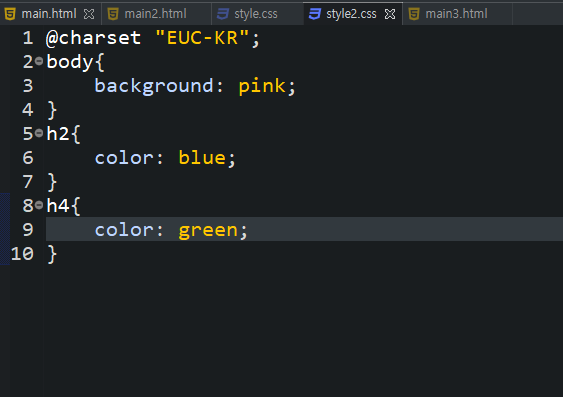 main.html main2.html style.css style2.css main3.html
1 @charset "EUC-KR";
2 body{
3     background: pink;
4 }
5 h2{
6     color: blue;
7 }
8 h4{
9     color: green;
10 }